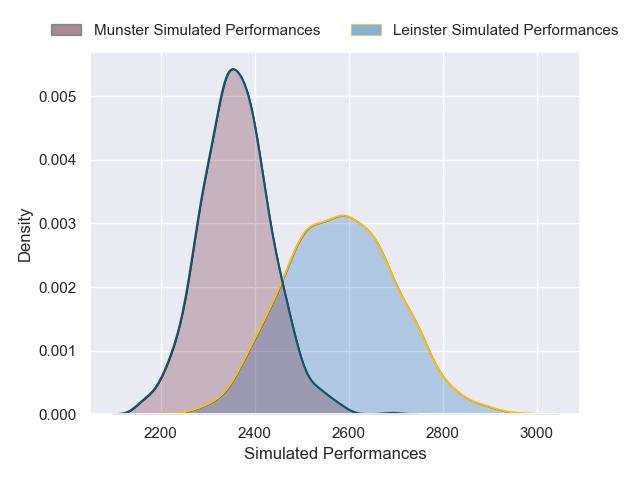 Munster Simulated Performances
Leinster Simulated Performances
Density
0.005
0.004
0.003
0.002
0.001
0.000
2200 2400 2600 2800 3000
Simulated Performances